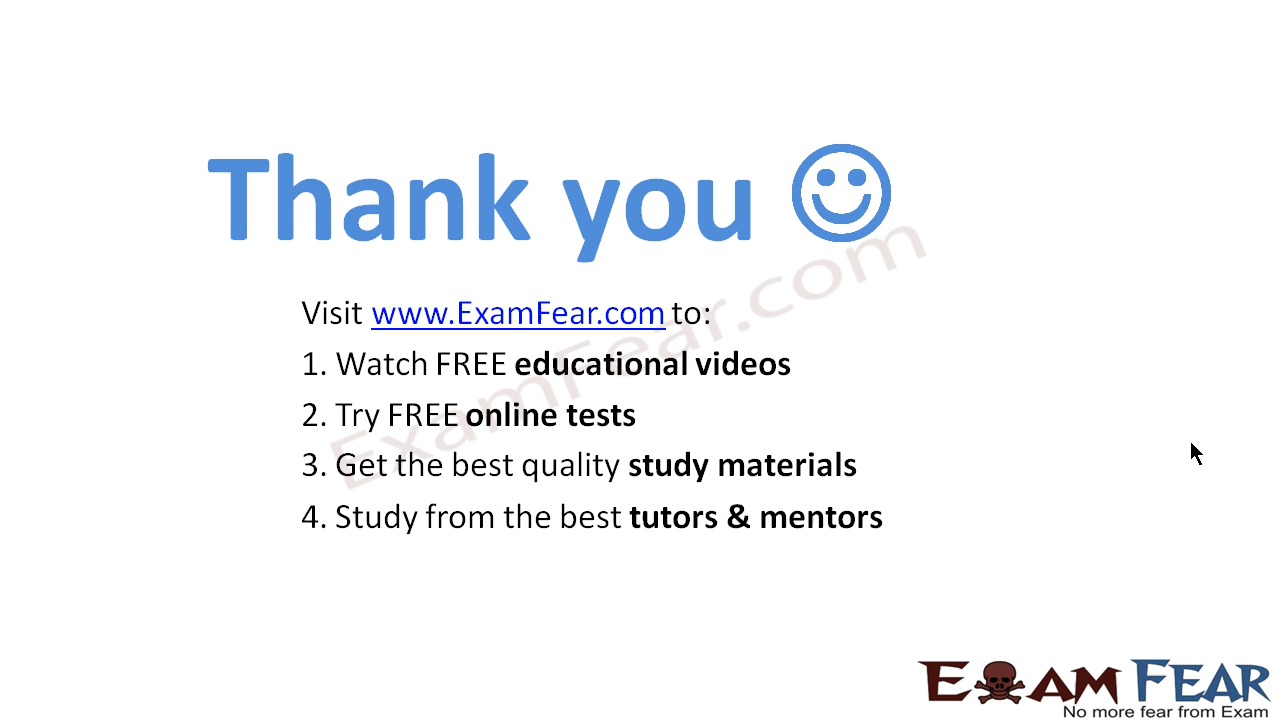 Thank you
Visit www.ExamFear.com to:
1. Watch FREE educational videos
2. Try FREE online tests
3. Get the best quality study materials
4. Study from the best tutors & mentors
ExamFear.com
EXAM FEAR
No more fear from Exam